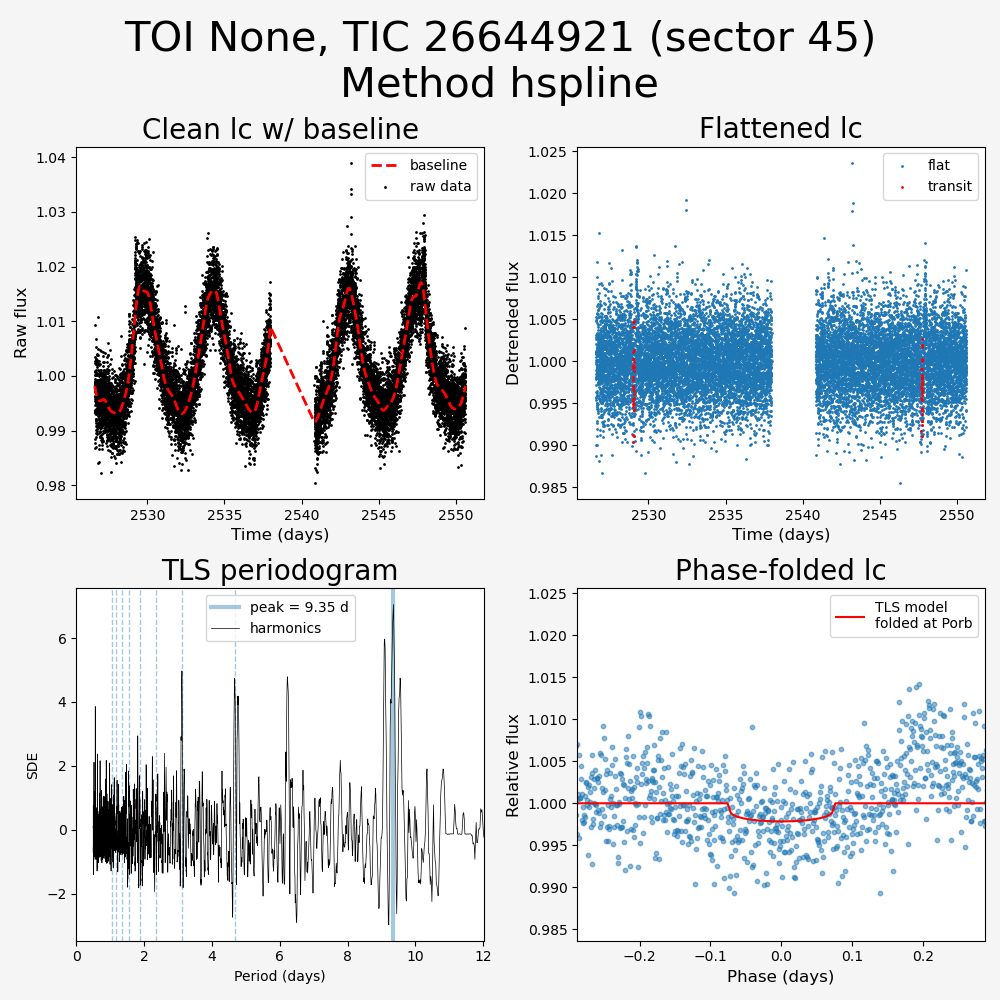 TOI None, TIC 26644921 (sector 45)
Method hspline
Clean lc w/ baseline
baseline
raw data
1.04
1.03
1.02
1.01
1.00
0.99
0.98
Raw flux
2530
2535
2540
2545
2550
Time (days)
Flattened lc
flat
transit
1.025
1.020
1.015
1.010
1.005
1.000
0.995
0.990
0.985
Detrended flux
2530
2535
2540
2545
2550
Time (days)
TLS periodogram
peak = 9.35 d
harmonics
6
4
2
0
−2
SDE
0
2
4
6
8
10
12
Period (days)
Phase-folded lc
TLS model
folded at Porb
1.025
1.020
1.015
1.010
1.005
1.000
0.995
0.990
0.985
Relative flux
−0.2
−0.1
0.0
0.1
0.2
Phase (days)